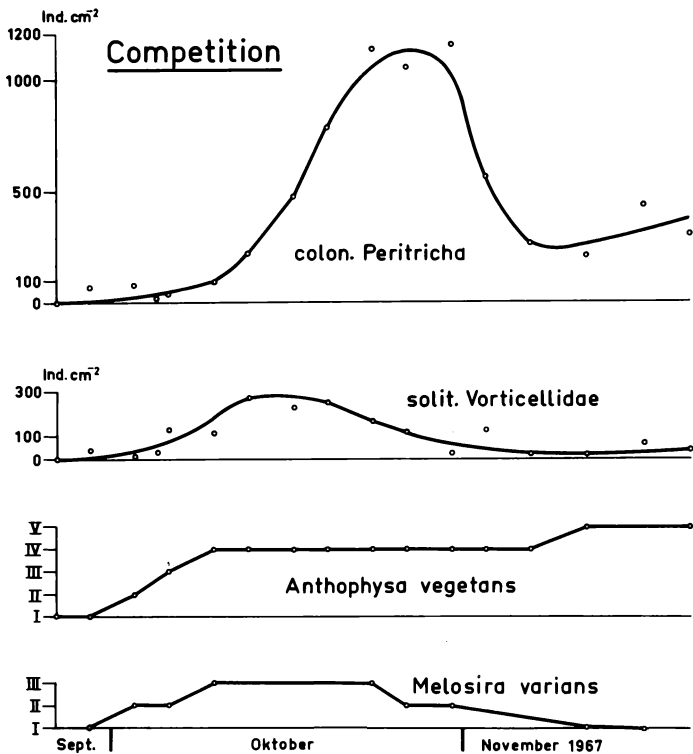 Ind. cm-2
1200
Competition
1000
500
colon. Peritricha
100
0
Ind. cm-2
300
solit. Vorticellidae
100
0
V
IV
III
Anthophysa vegetans
II
I
III
Melosira varians
II
I
Sept. Oktober November 1967